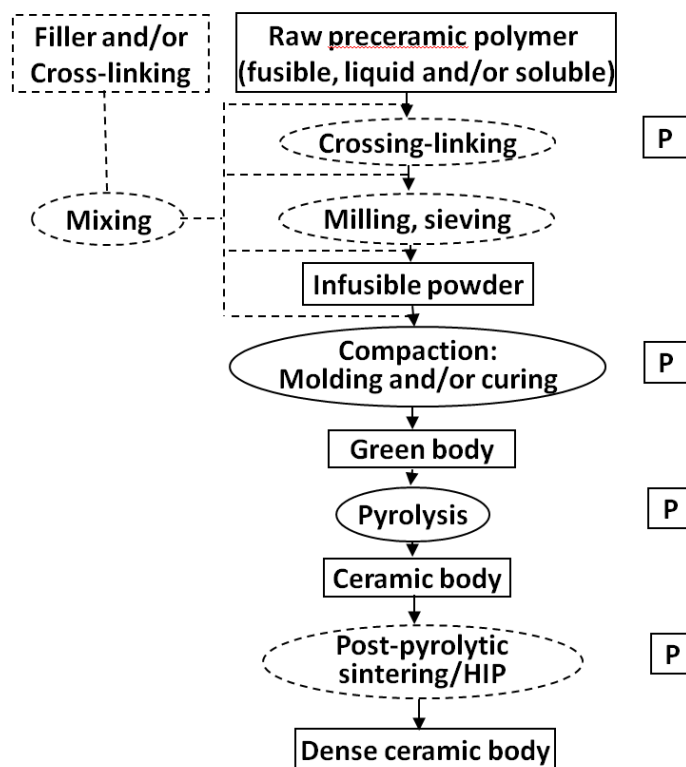 Filler and/or
Cross-linking
Raw preceramic polymer
(fusible, liquid and/or soluble)
Crossing-linking
P
Mixing
Milling, sieving
Infusible powder
Compaction:
Molding and/or curing
P
Green body
Pyrolysis
P
Ceramic body
Post-pyrolytic
sintering/HIP
P
Dense ceramic body